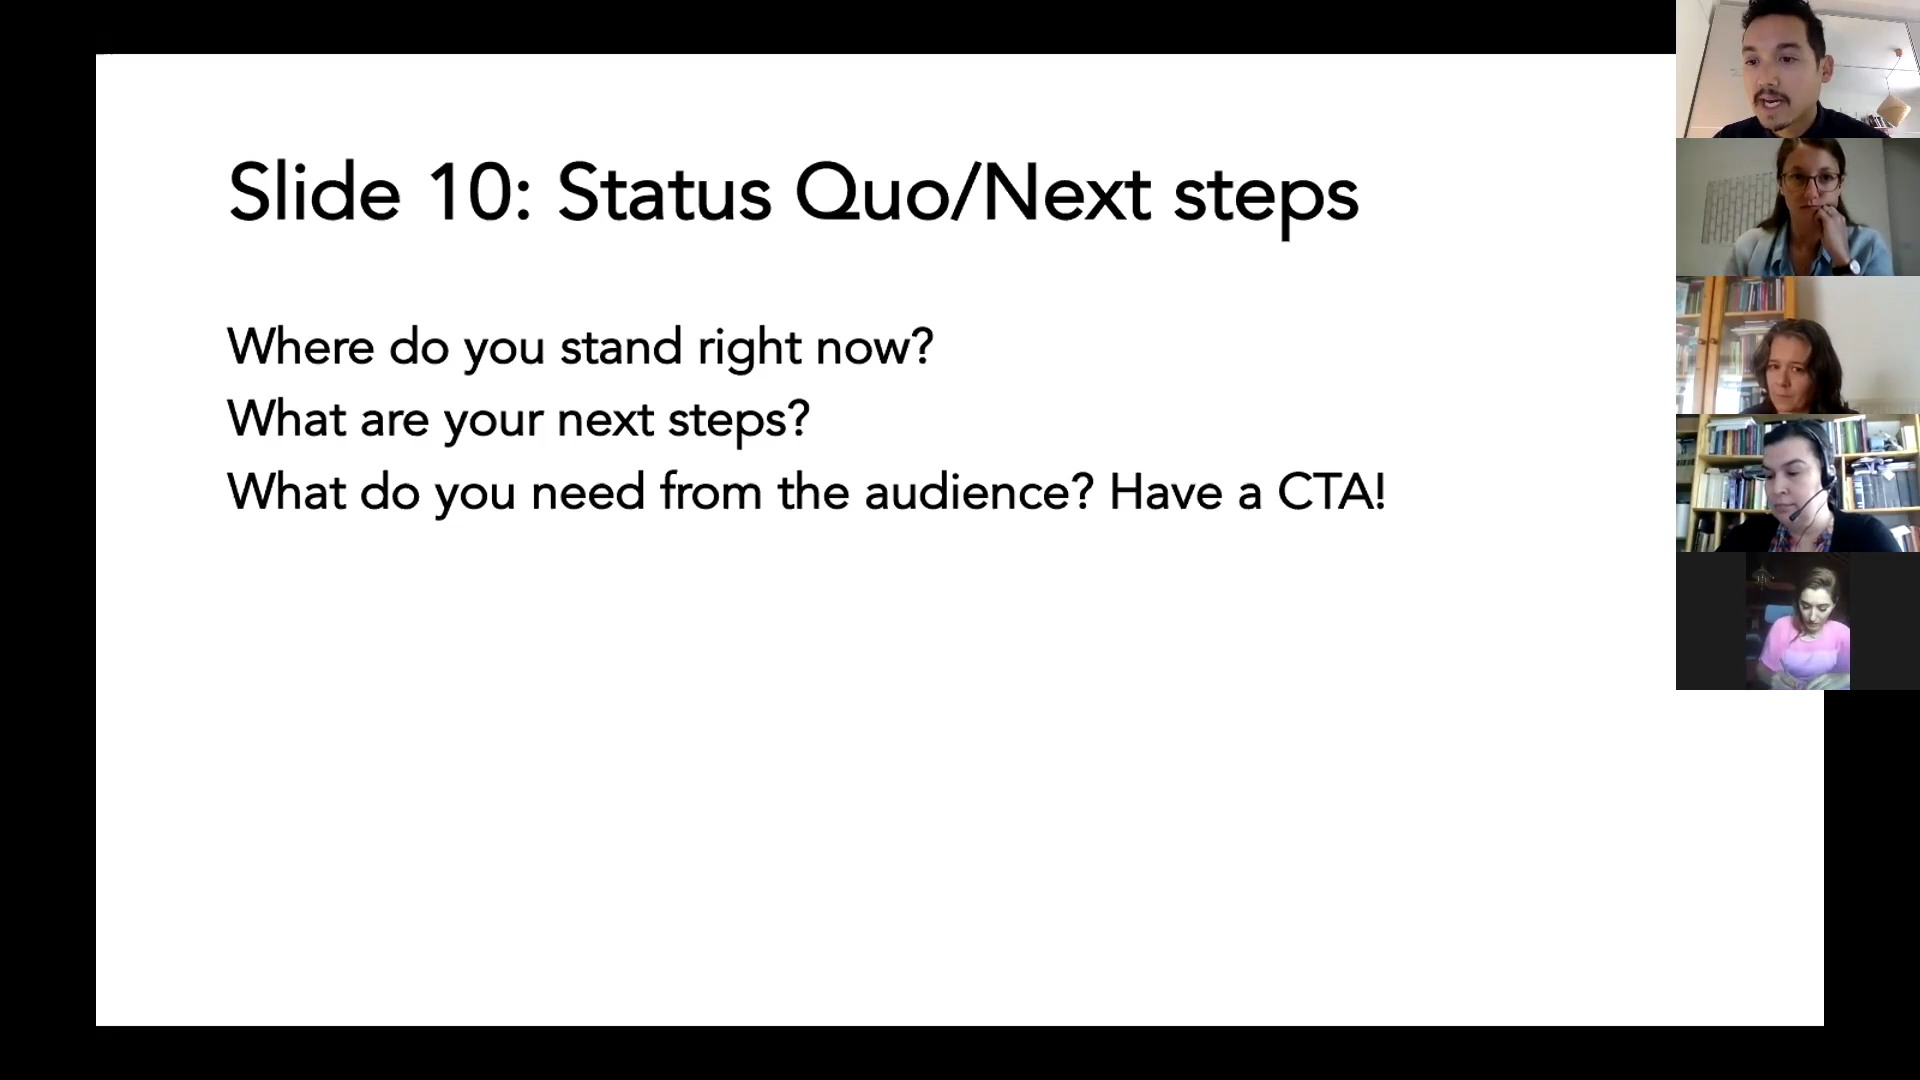 Slide 10: Status Quo/Next steps
Where do you stand right now?
What are your next steps?
What do you need from the audience? Have a CTA!